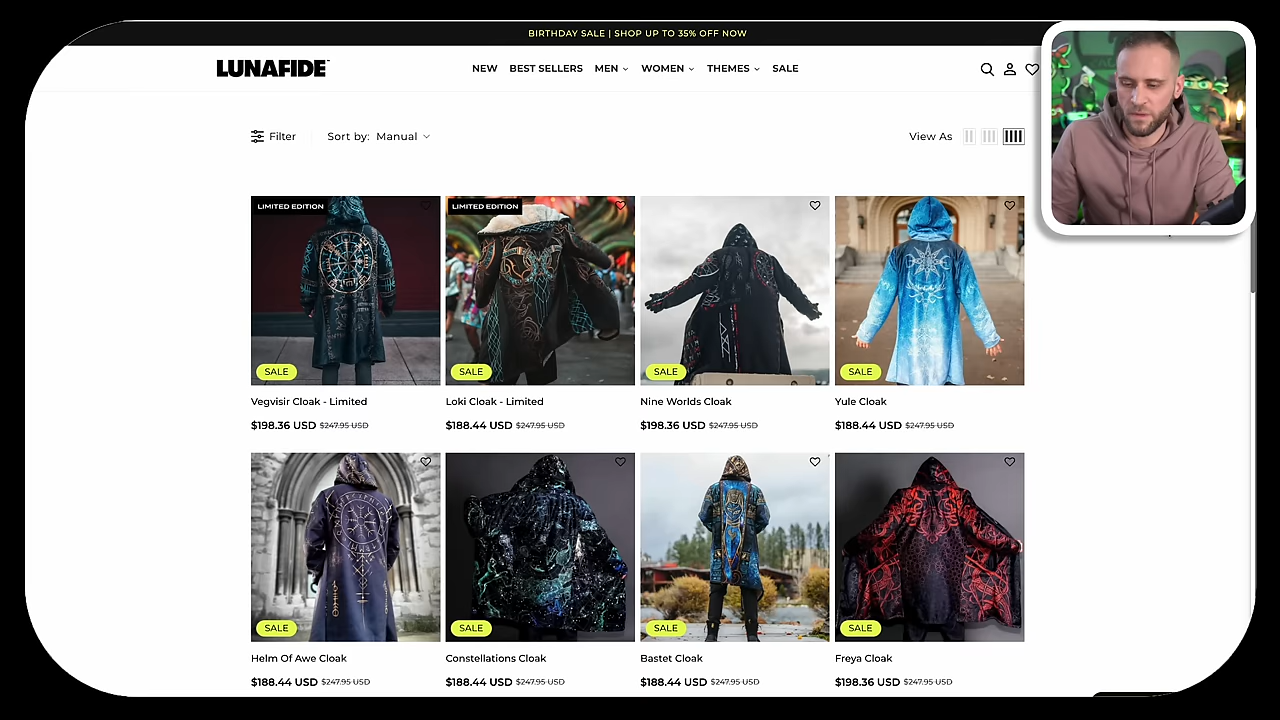 BIRTHDAY SALE | SHOP UP TO 35% OFF NOW
LUNAFIDE
NEW BEST SELLERS MEN WOMEN THEMES SALE
Filter Sort by: Manual View As
LIMITED EDITION LIMITED EDITION
SALE SALE SALE SALE
Vegvisir Cloak - Limited Loki Cloak - Limited Nine Worlds Cloak Yule Cloak
$198.36 USD $247.95 USD $188.44 USD $247.95 USD $198.36 USD $247.95 USD $188.44 USD $247.95 USD
SALE SALE SALE SALE
Helm Of Awe Cloak Constellations Cloak Bastet Cloak Freya Cloak
$188.44 USD $247.95 USD $188.44 USD $247.95 USD $188.44 USD $247.95 USD $198.36 USD $247.95 USD